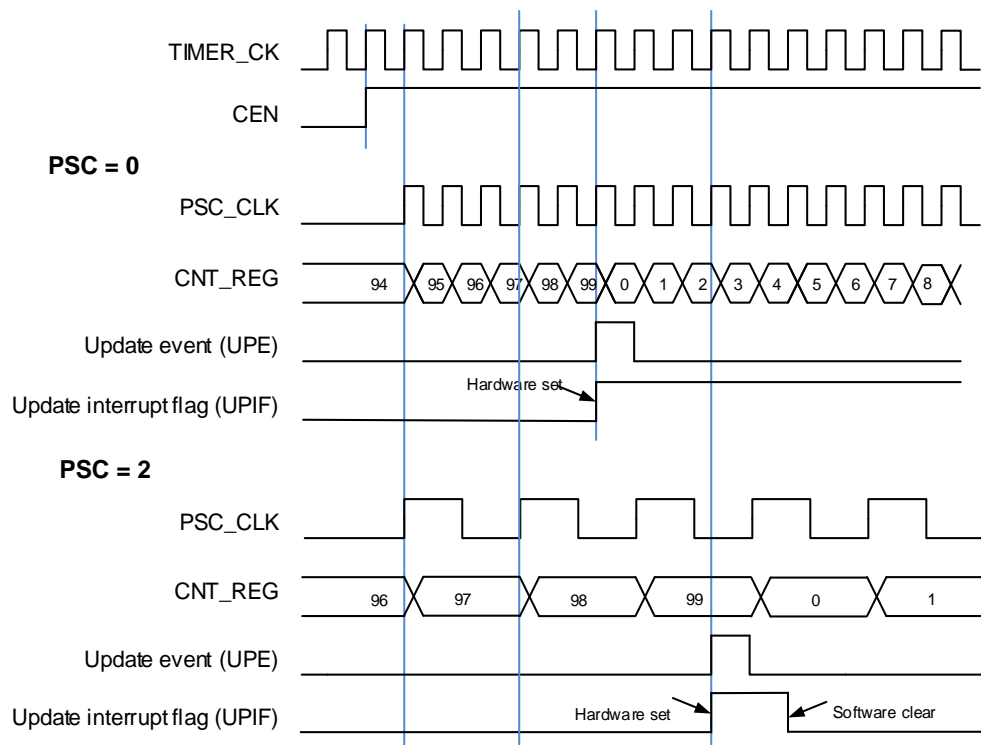 TIMER_CK
CEN
PSC = 0
PSC_CLK
CNT_REG 94 95 96 97 98 99 0 1 2 3 4 5 6 7 8
Update event (UPE)
Hardware set
Update interrupt flag (UPIF)
PSC = 2
PSC_CLK
CNT_REG 96 97 98 99 0 1
Update event (UPE)
Update interrupt flag (UPIF) Hardware set Software clear